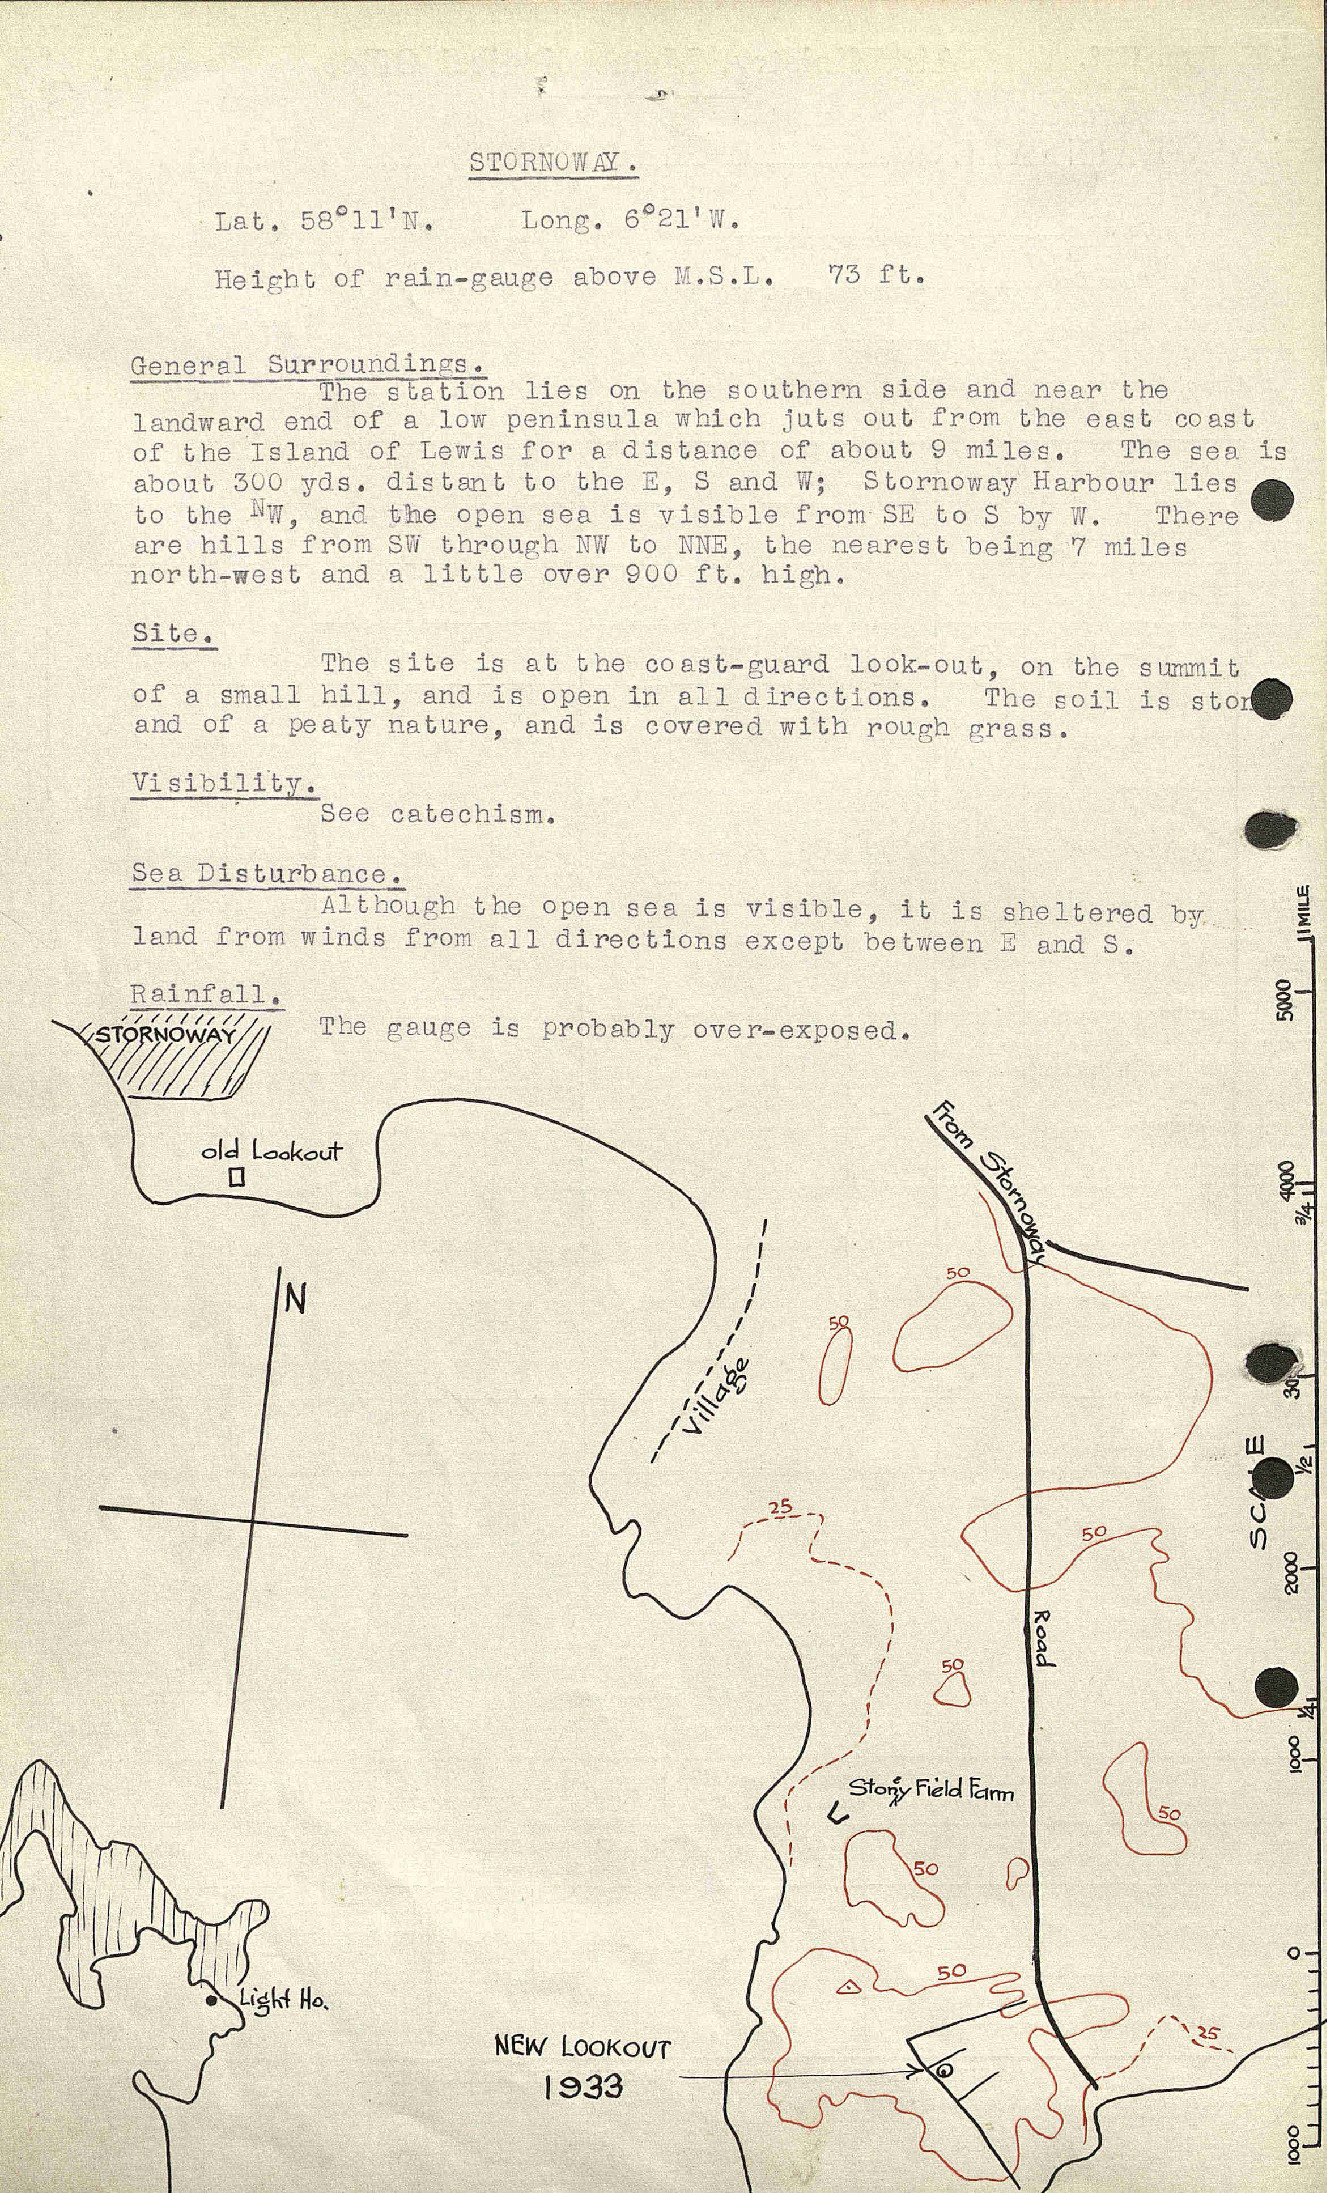 STORNOWAY.
Lat. 58°11'N. Long. 6°21'W.
Height of rain-gauge above M.S.L. 73 ft.
General Surroundings.
The station lies on the southern side and near the
landward end of a low peninsula which juts out from the east coast
of the Island of Lewis for a distance of about 9 miles. The sea is
about 300 yds. distant to the E, S and W; Stornoway Harbour lies
to the NW, and the open sea is visible from SE to S by W. There
are hills from SW through NW to NNE, the nearest being 7 miles
north-west and a little over 900 ft. high.
Site.
The site is at the coast-guard look-out, on the summit
of a small hill, and is open in all directions. The soil is
and of a peaty nature, and is covered with rough grass.
Visibility.
See catechism.
Sea Disturbance.
Although the open sea is visible, it is sheltered by
land from winds from all directions except between E and S.
Rainfall.
The gauge is probably over-exposed.
STORNOWAY
old Lookout
N
Village
From Stornoway
50
50
25
50
Road
50
Stoney Field Farm
50
50
50
25
Light Ho.
NEW LOOKOUT
1933
1 MILE
5000
4000
3/4
1/2
SCALE
2000
1/4
1000
0
1000